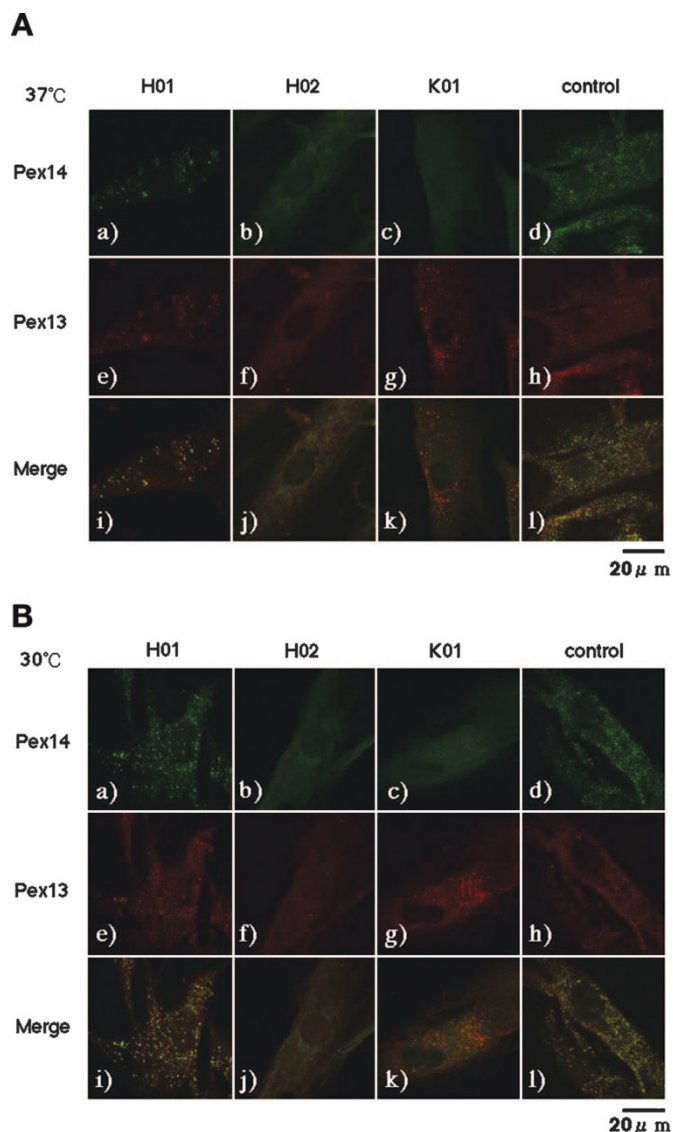 A
37℃ H01 H02 K01 control
Pex14 a) b) c) d)
Pex13 e) f) g) h)
Merge i) j) k) l)
20 μ m
B
30℃ H01 H02 K01 control
Pex14 a) b) c) d)
Pex13 e) f) g) h)
Merge i) j) k) l)
20 μ m